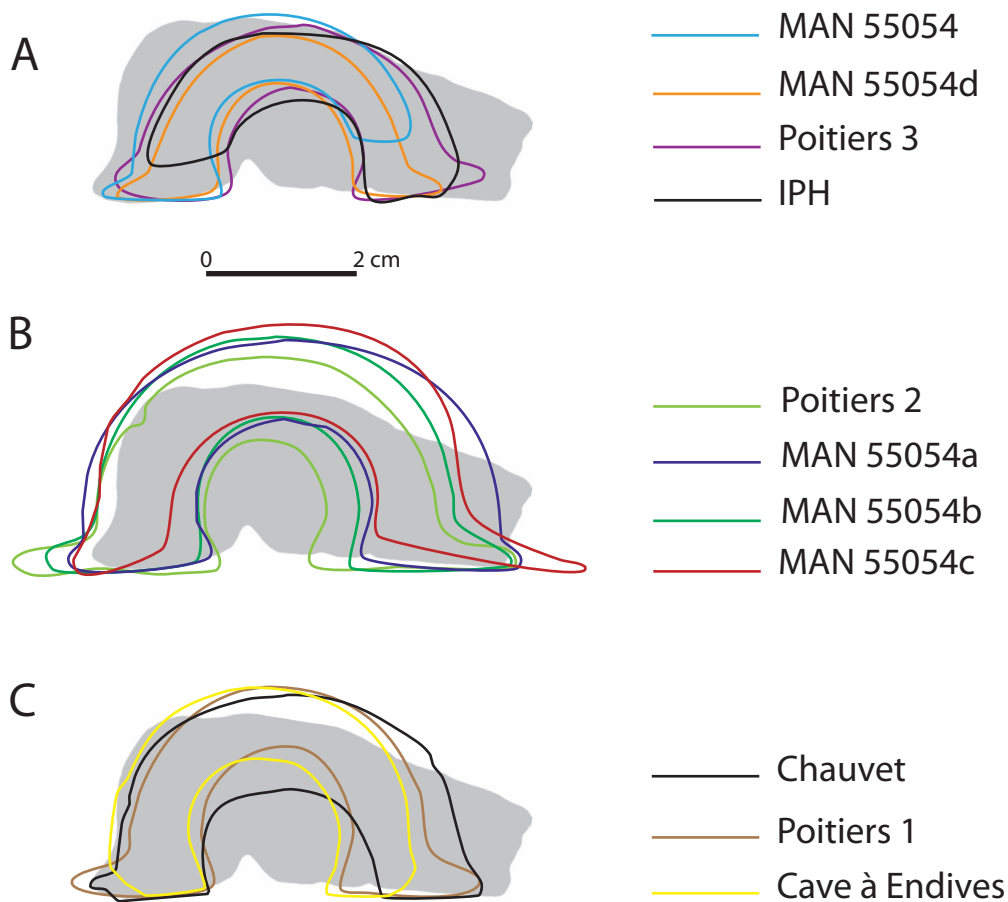 A
MAN 55054
MAN 55054d
Poitiers 3
IPH
0 2 cm
B
Poitiers 2
MAN 55054a
MAN 55054b
MAN 55054c
C
Chauvet
Poitiers 1
Cave à Endives